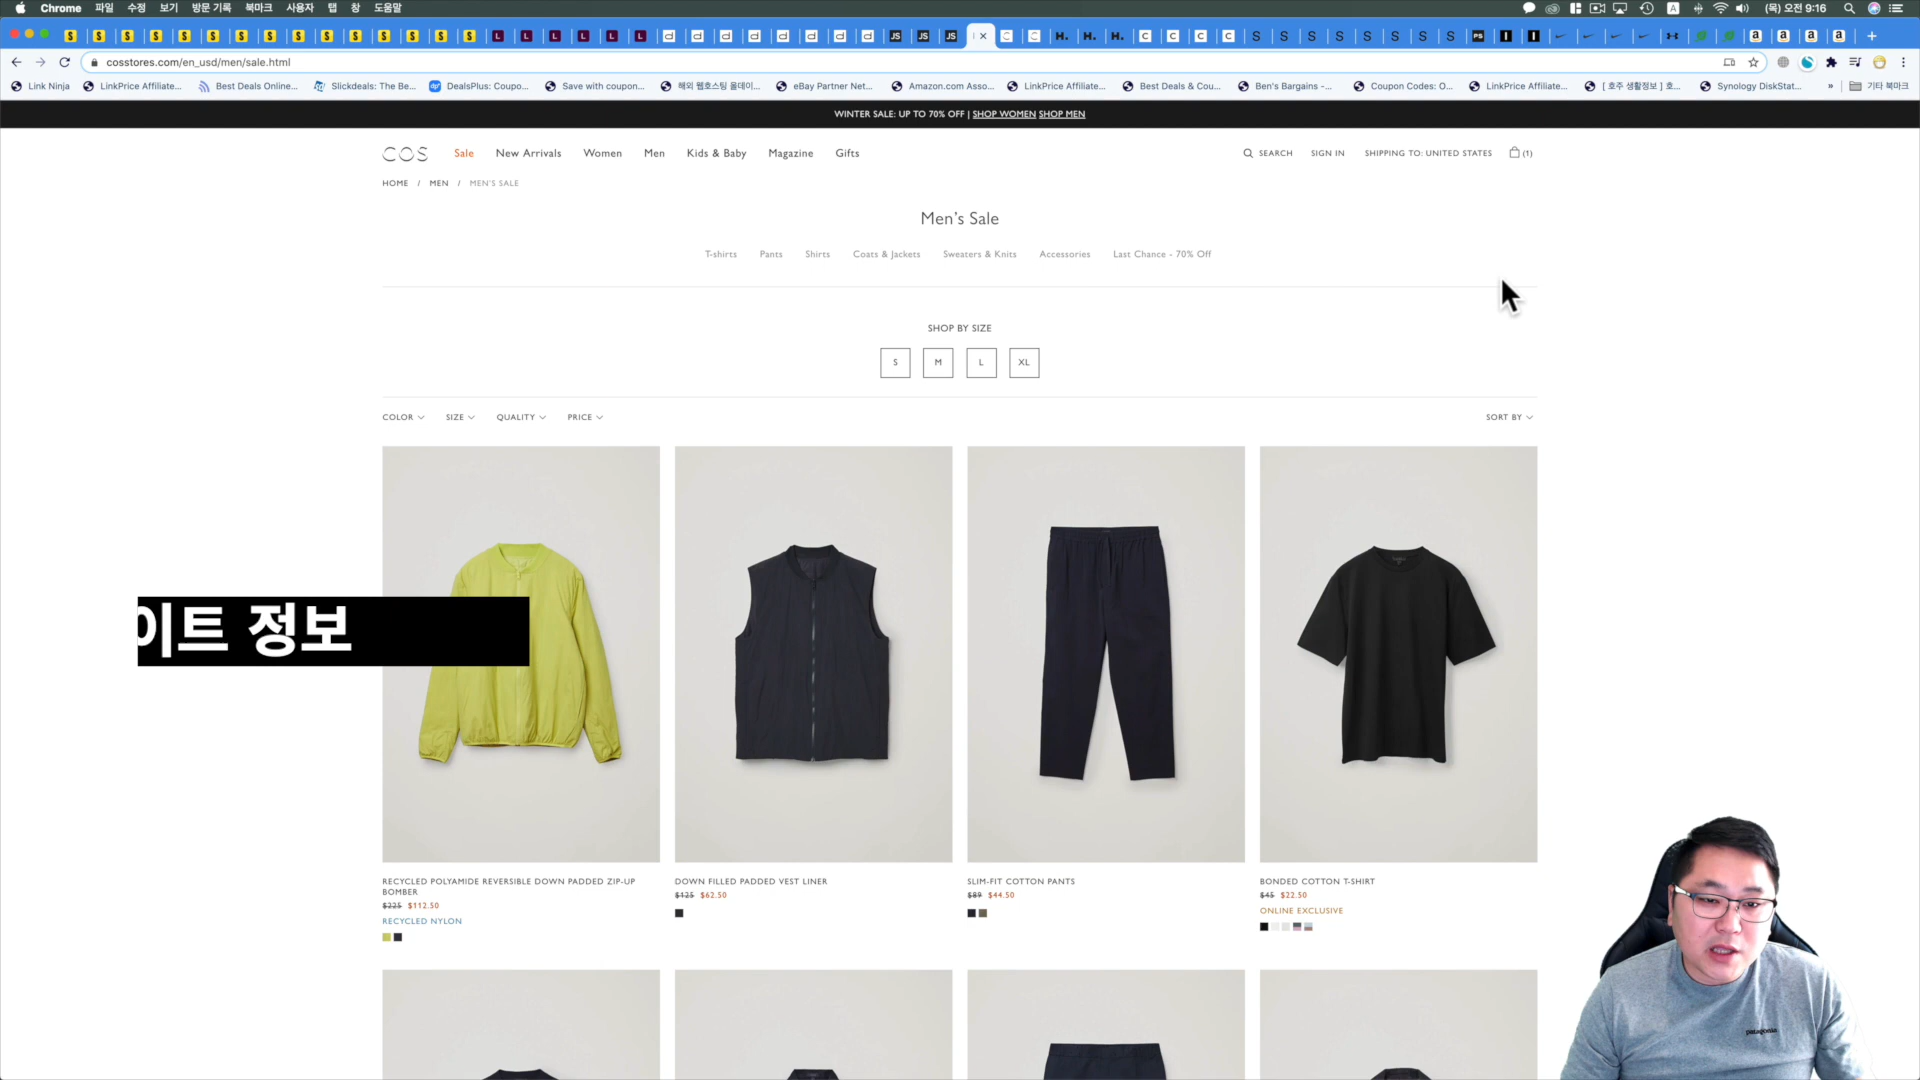 Chrome 파일 수정 보기 방문 기록 북마크 사용자 탭 창 도움말
(목) 오전 9:16
cosstores.com/en_usd/men/sale.html
Link Ninja LinkPrice Affiliate... Best Deals Online... Slickdeals: The Be... DealsPlus: Coupo... Save with coupon... 해외 웹호스팅 올데이... eBay Partner Net... Amazon.com Asso... LinkPrice Affiliate... Best Deals & Cou... Ben's Bargains -... Coupon Codes: O... LinkPrice Affiliate... [ 호주 생활정보 ] 호... Synology DiskStat... » 기타 북마크
WINTER SALE: UP TO 70% OFF | SHOP WOMEN SHOP MEN
COS Sale New Arrivals Women Men Kids & Baby Magazine Gifts SEARCH SIGN IN SHIPPING TO: UNITED STATES (1)
HOME / MEN / MEN'S SALE
Men's Sale
T-shirts Pants Shirts Coats & Jackets Sweaters & Knits Accessories Last Chance - 70% Off
SHOP BY SIZE
S M L XL
COLOR SIZE QUALITY PRICE SORT BY
이트 정보
RECYCLED POLYAMIDE REVERSIBLE DOWN PADDED ZIP-UP BOMBER
$225 $112.50
RECYCLED NYLON
DOWN FILLED PADDED VEST LINER
$125 $62.50
SLIM-FIT COTTON PANTS
$89 $44.50
BONDED COTTON T-SHIRT
$45 $22.50
ONLINE EXCLUSIVE
patagonia